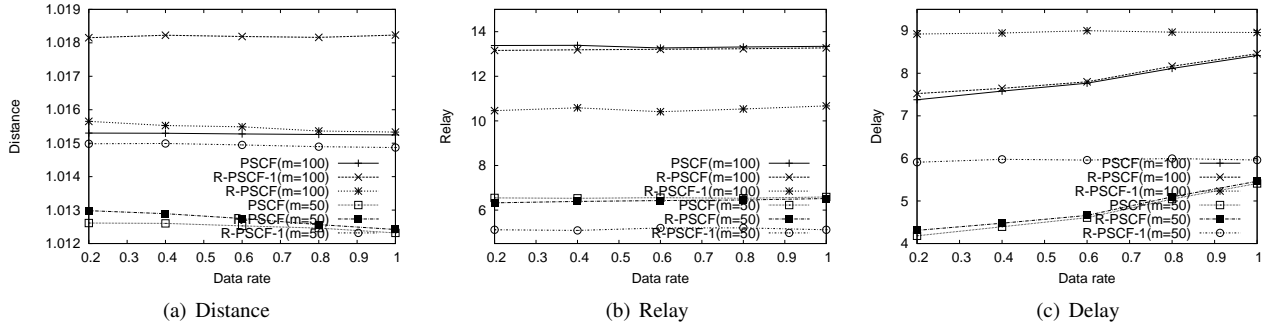 1.019
1.018
1.017
1.016
1.015
1.014
1.013
1.012
Distance
0.2 0.3 0.4 0.5 0.6 0.7 0.8 0.9 1
Data rate
PSCF(m=100)
R-PSCF-1(m=100)
R-PSCF(m=100)
PSCF(m=50)
R-PSCF(m=50)
R-PSCF-1(m=50)
(a) Distance
14
12
10
8
6
Relay
0.2 0.3 0.4 0.5 0.6 0.7 0.8 0.9 1
Data rate
PSCF(m=100)
R-PSCF(m=100)
R-PSCF-1(m=100)
PSCF(m=50)
R-PSCF(m=50)
R-PSCF-1(m=50)
(b) Relay
9
8
7
6
5
4
Delay
0.2 0.3 0.4 0.5 0.6 0.7 0.8 0.9 1
Data rate
PSCF(m=100)
R-PSCF(m=100)
R-PSCF-1(m=100)
PSCF(m=50)
R-PSCF(m=50)
R-PSCF-1(m=50)
(c) Delay